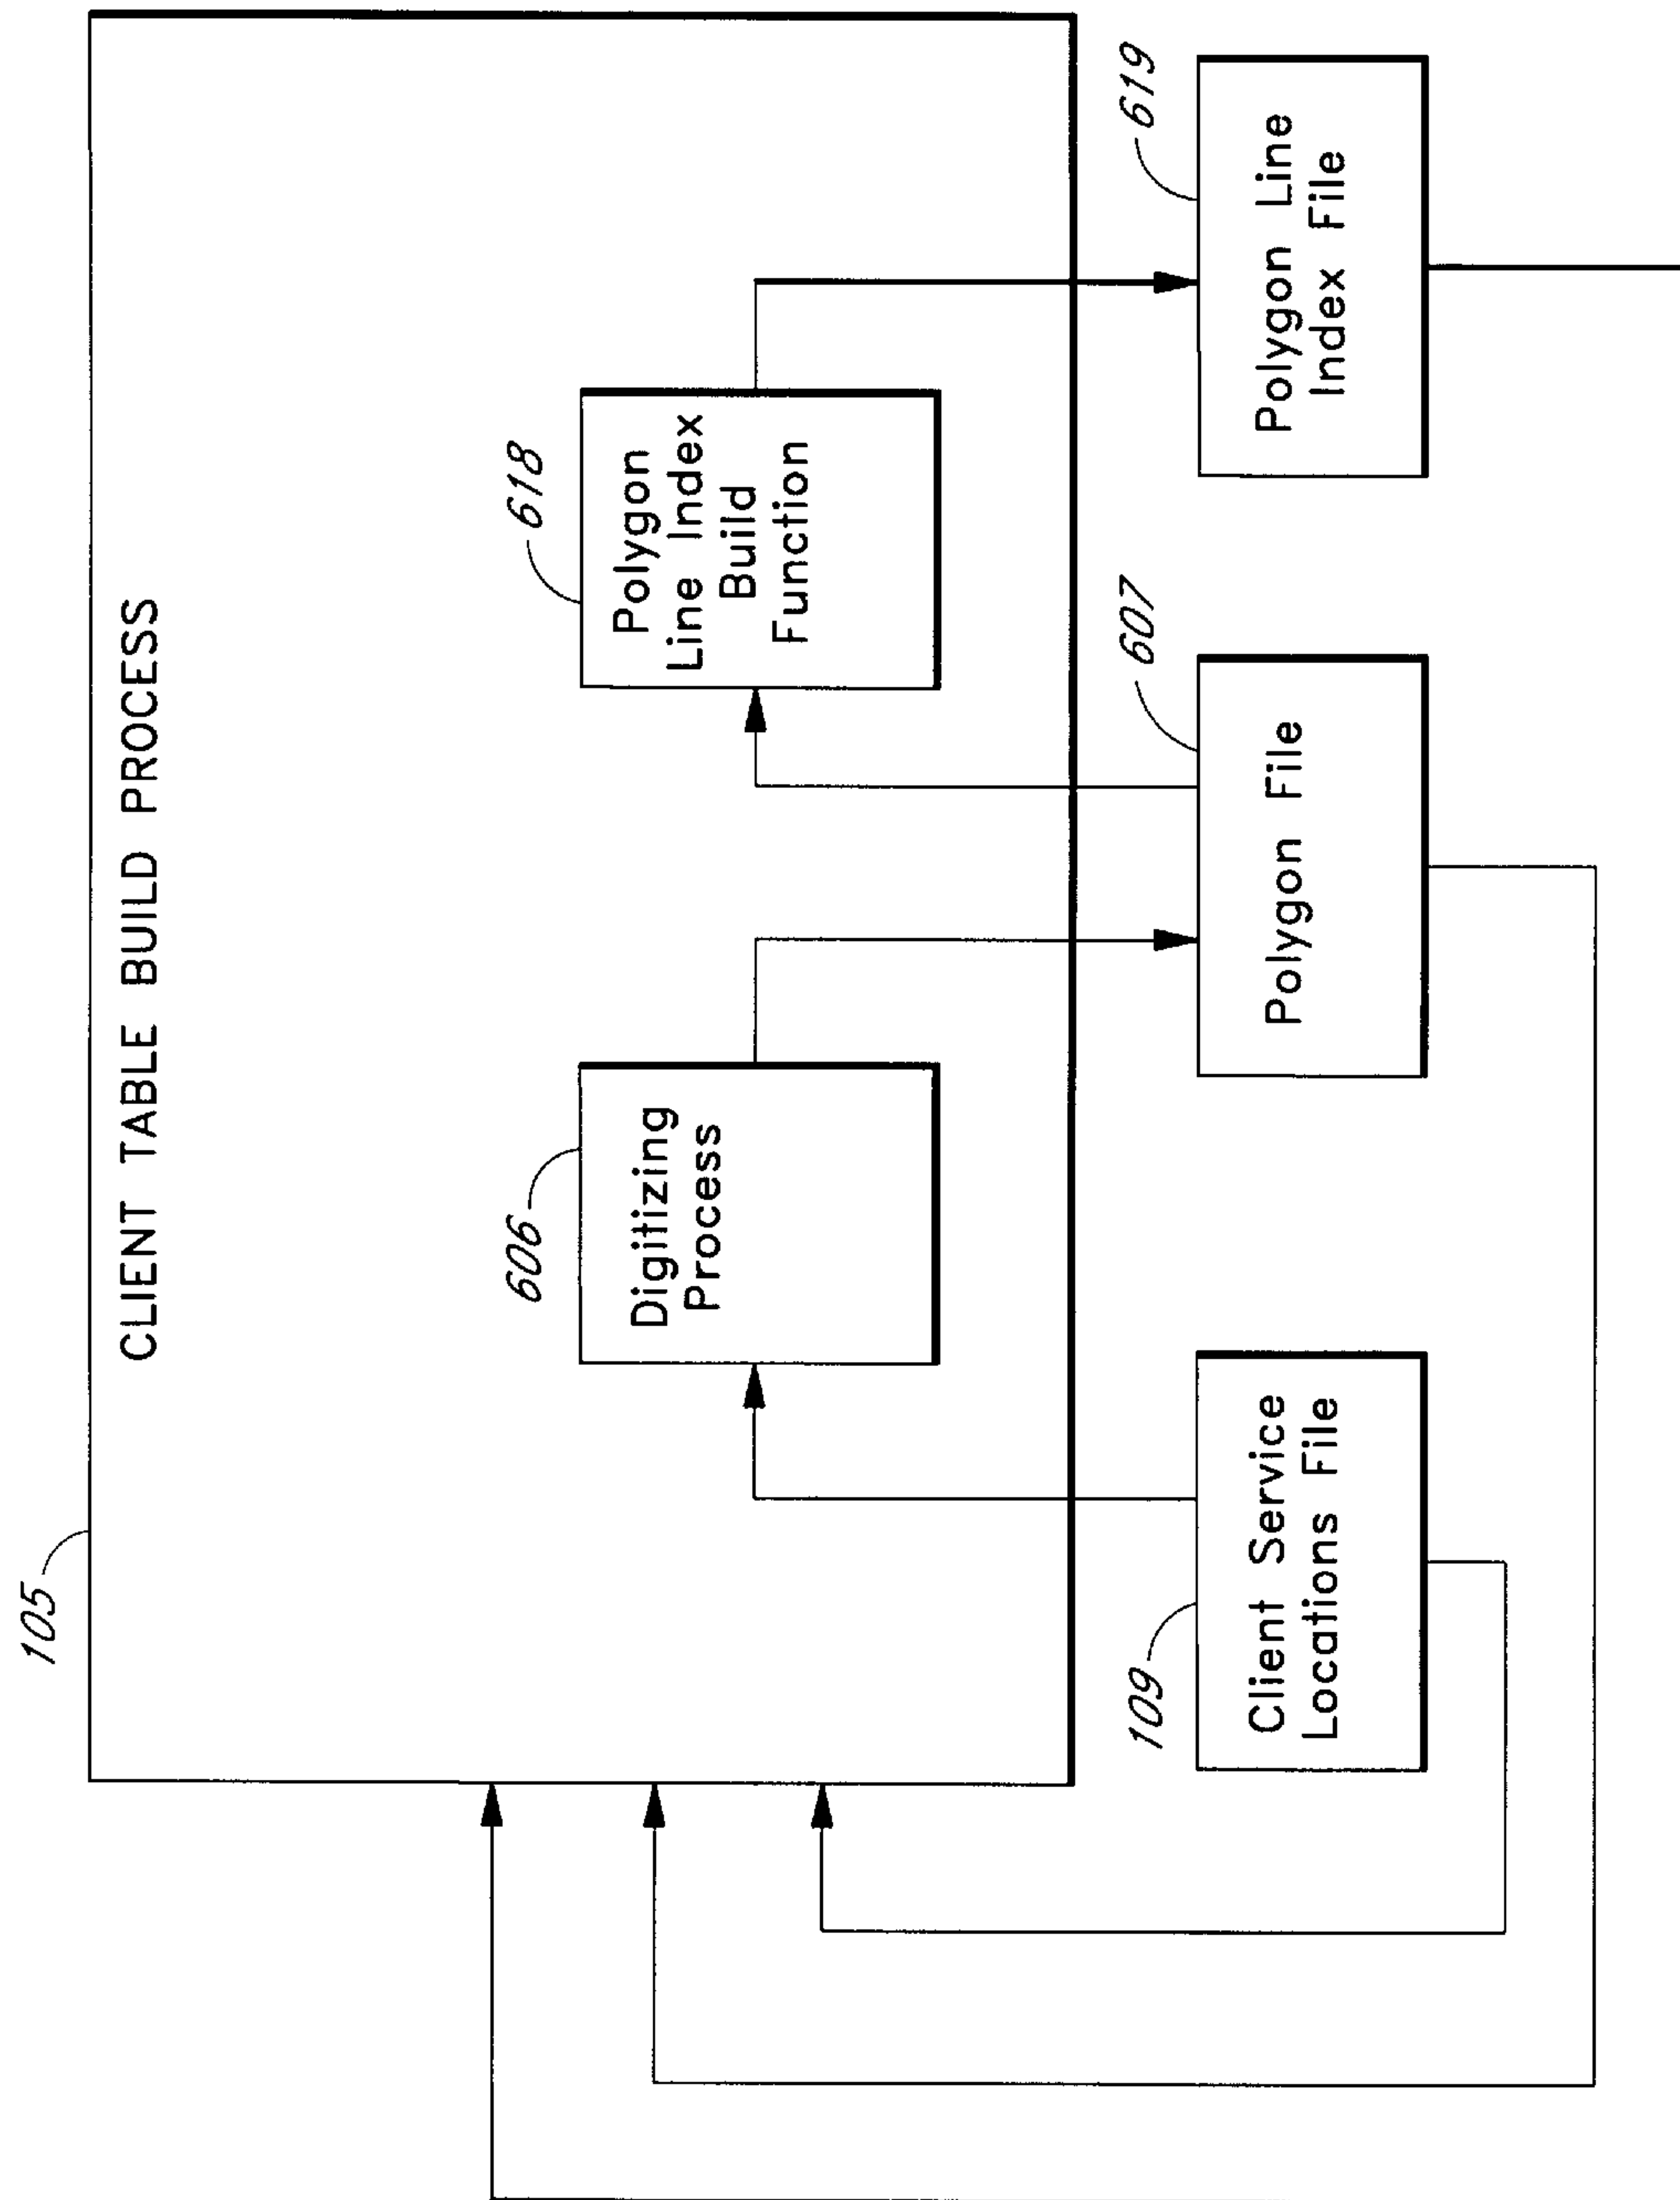 105
CLIENT TABLE BUILD PROCESS
606
Digitizing
Process
618
Polygon
Line Index
Build
Function
109
Client Service
Locations File
607
Polygon File
619
Polygon Line
Index File